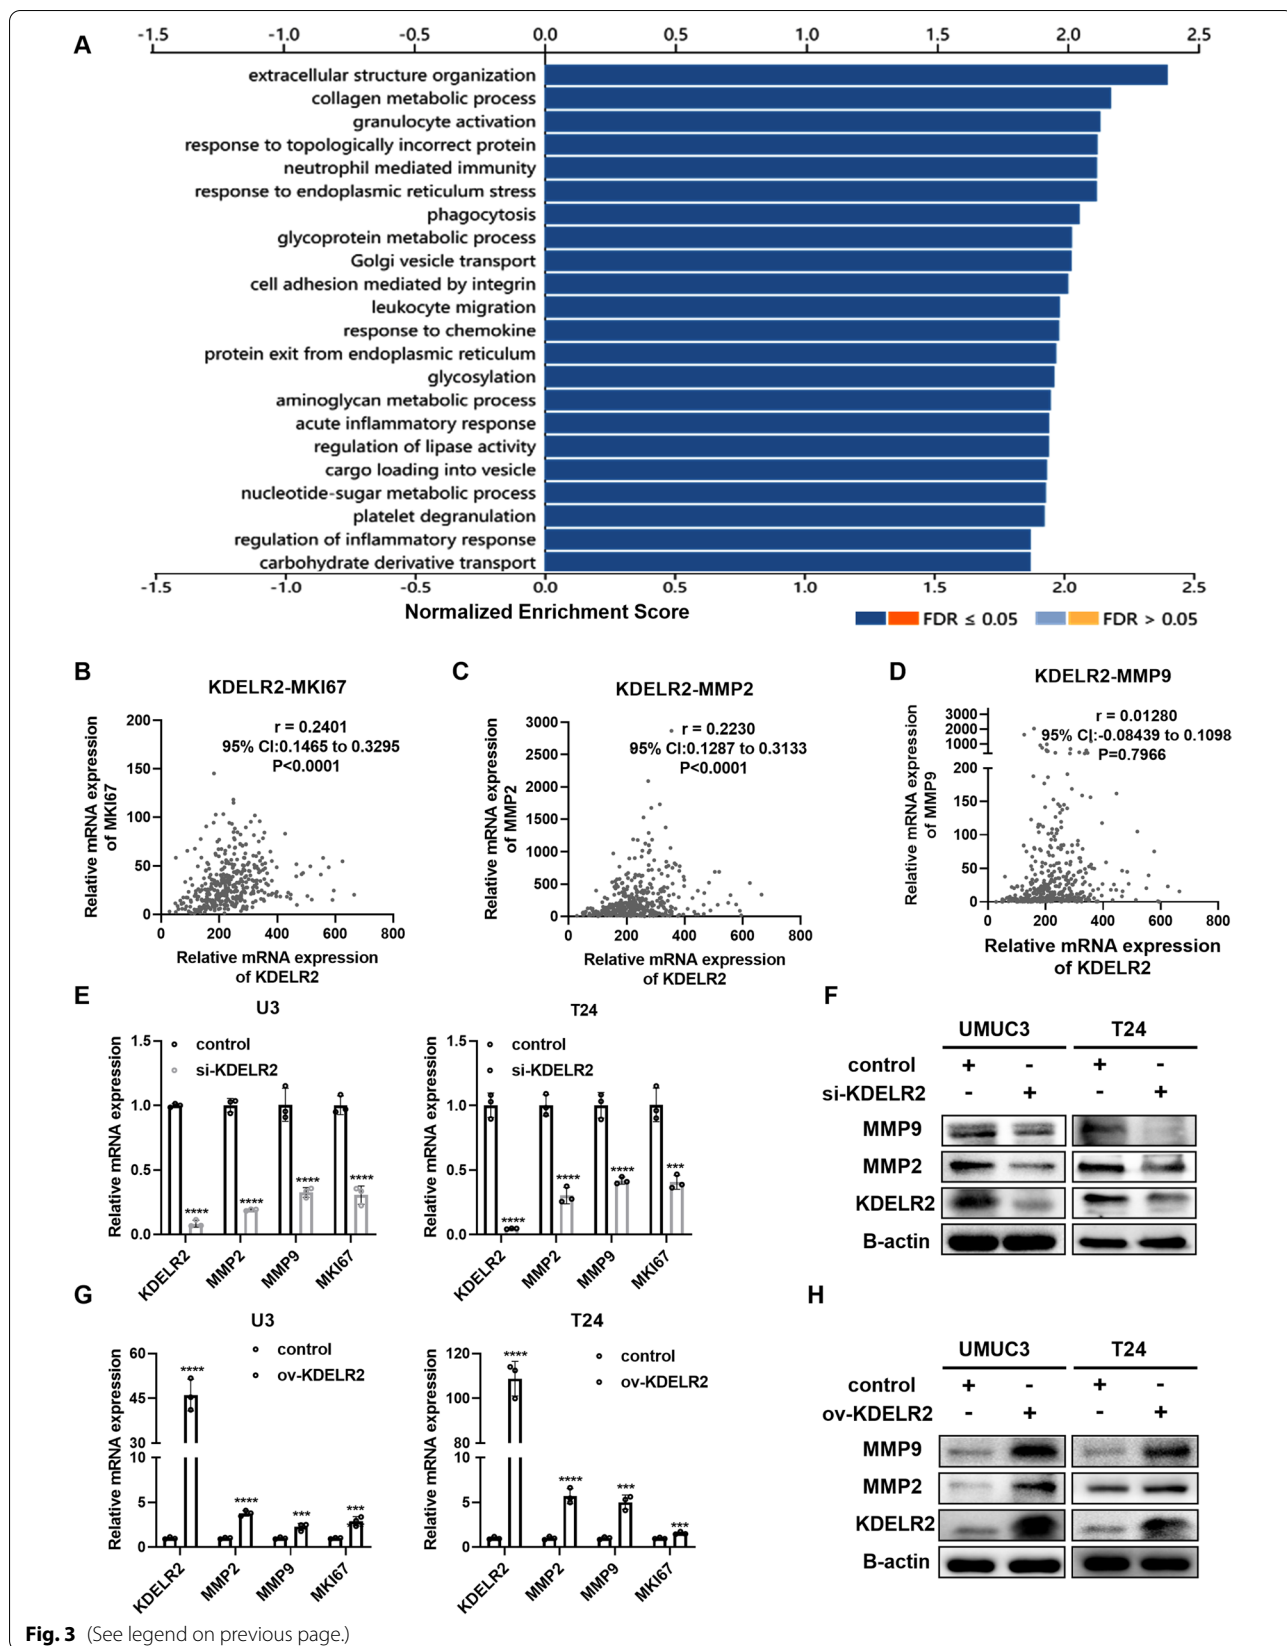 A
-1.5 -1.0 -0.5 0.0 0.5 1.0 1.5 2.0 2.5
extracellular structure organization
collagen metabolic process
granulocyte activation
response to topologically incorrect protein
neutrophil mediated immunity
response to endoplasmic reticulum stress
phagocytosis
glycoprotein metabolic process
Golgi vesicle transport
cell adhesion mediated by integrin
leukocyte migration
response to chemokine
protein exit from endoplasmic reticulum
glycosylation
aminoglycan metabolic process
acute inflammatory response
regulation of lipase activity
cargo loading into vesicle
nucleotide-sugar metabolic process
platelet degranulation
regulation of inflammatory response
carbohydrate derivative transport
-1.5 -1.0 -0.5 0.0 0.5 1.0 1.5 2.0 2.5
Normalized Enrichment Score
FDR ≤ 0.05 FDR > 0.05
B
KDELR2-MKI67
r = 0.2401
95% CI:0.1465 to 0.3295
P<0.0001
Relative mRNA expression
of MKI67
200
150
100
50
0
0 200 400 600 800
Relative mRNA expression
of KDELR2
C
KDELR2-MMP2
r = 0.2230
95% CI:0.1287 to 0.3133
P<0.0001
Relative mRNA expression
of MMP2
3000
2500
2000
1500
1000
500
0
0 200 400 600 800
Relative mRNA expression
of KDELR2
D
KDELR2-MMP9
r = 0.01280
95% CI:-0.08439 to 0.1098
P=0.7966
Relative mRNA expression
of MMP9
3000
2000
1000
200
150
100
50
0
0 200 400 600 800
Relative mRNA expression
of KDELR2
E
U3
control
si-KDELR2
Relative mRNA expression
1.5
1.0
0.5
0.0
**** **** **** ****
KDELR2 MMP2 MMP9 MKI67
T24
control
si-KDELR2
Relative mRNA expression
1.5
1.0
0.5
0.0
**** **** **** ***
KDELR2 MMP2 MMP9 MKI67
F
UMUC3 T24
control + - + -
si-KDELR2 - + - +
MMP9
MMP2
KDELR2
B-actin
G
U3
control
ov-KDELR2
Relative mRNA expression
60
45
30
10
5
0
**** **** *** ***
KDELR2 MMP2 MMP9 MKI67
T24
control
ov-KDELR2
Relative mRNA expression
120
100
80
10
5
0
**** **** *** ***
KDELR2 MMP2 MMP9 MKI67
H
UMUC3 T24
control + - + -
ov-KDELR2 - + - +
MMP9
MMP2
KDELR2
B-actin
Fig. 3 (See legend on previous page.)